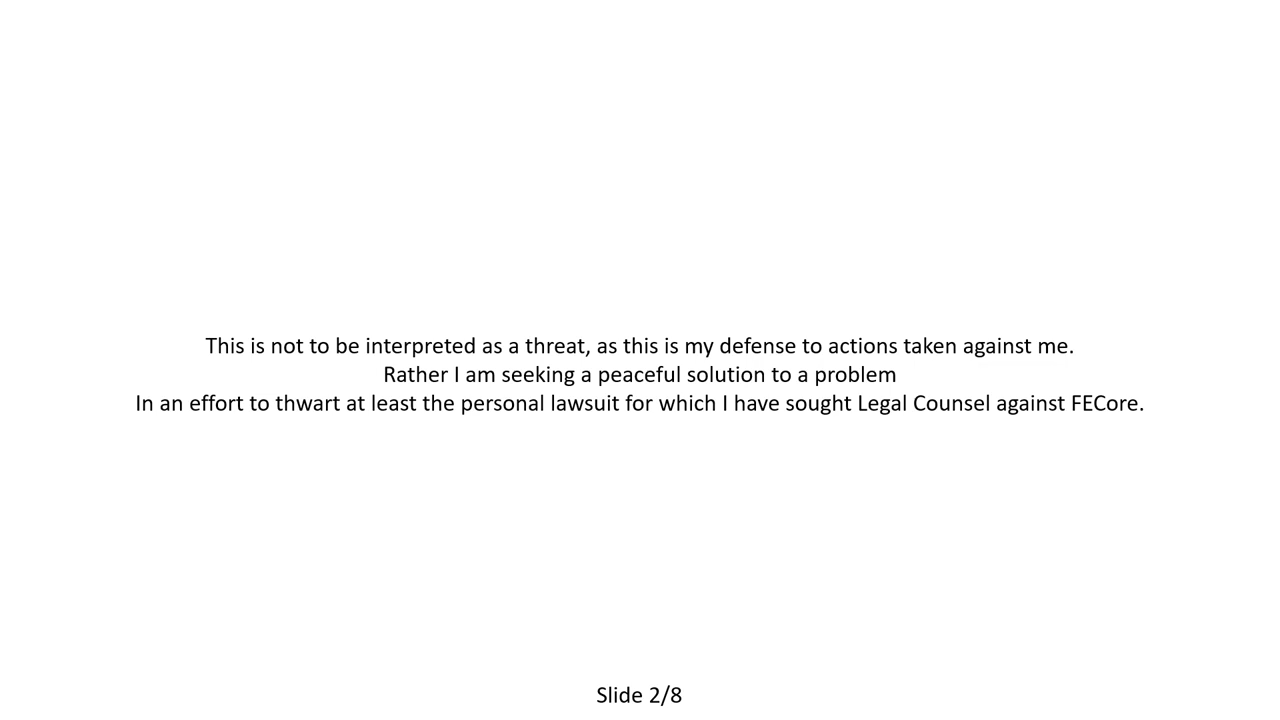 This is not to be interpreted as a threat, as this is my defense to actions taken against me.
Rather I am seeking a peaceful solution to a problem
In an effort to thwart at least the personal lawsuit for which I have sought Legal Counsel against FECore.
Slide 2/8